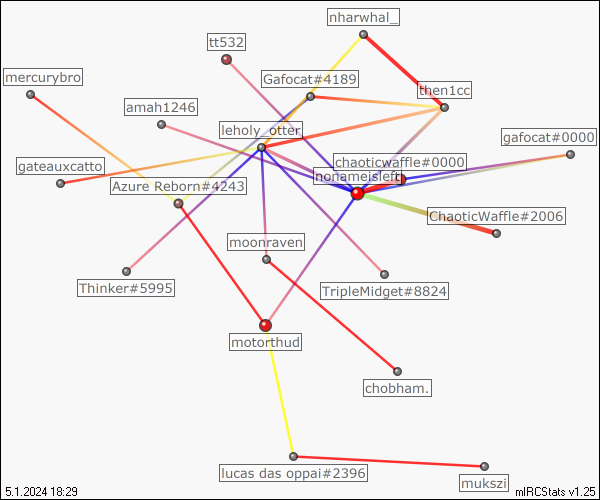 nharwhal_
tt532
mercurybro
Gafocat#4189
then1cc
amah1246
leholy_otter
gafocat#0000
chaoticwaffle#0000
gateauxcatto
nonameisleft
Azure Reborn#4243
ChaoticWaffle#2006
moonraven
Thinker#5995
TripleMidget#8824
motorthud
chobham.
lucas das oppai#2396
mukszi
5.1.2024 18:29
mIRCStats v1.25